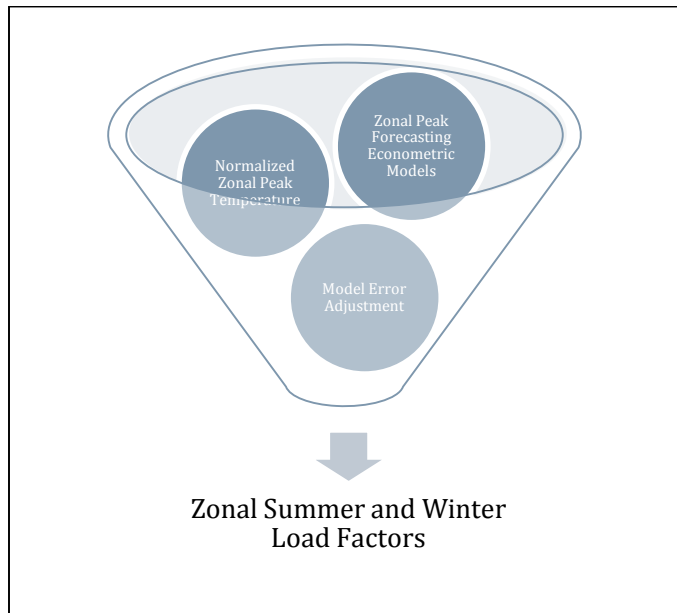 Zonal Peak
Forecasting
Econometric
Models
Normalized
Zonal Peak
Temperature
Model Error
Adjustment
Zonal Summer and Winter
Load Factors